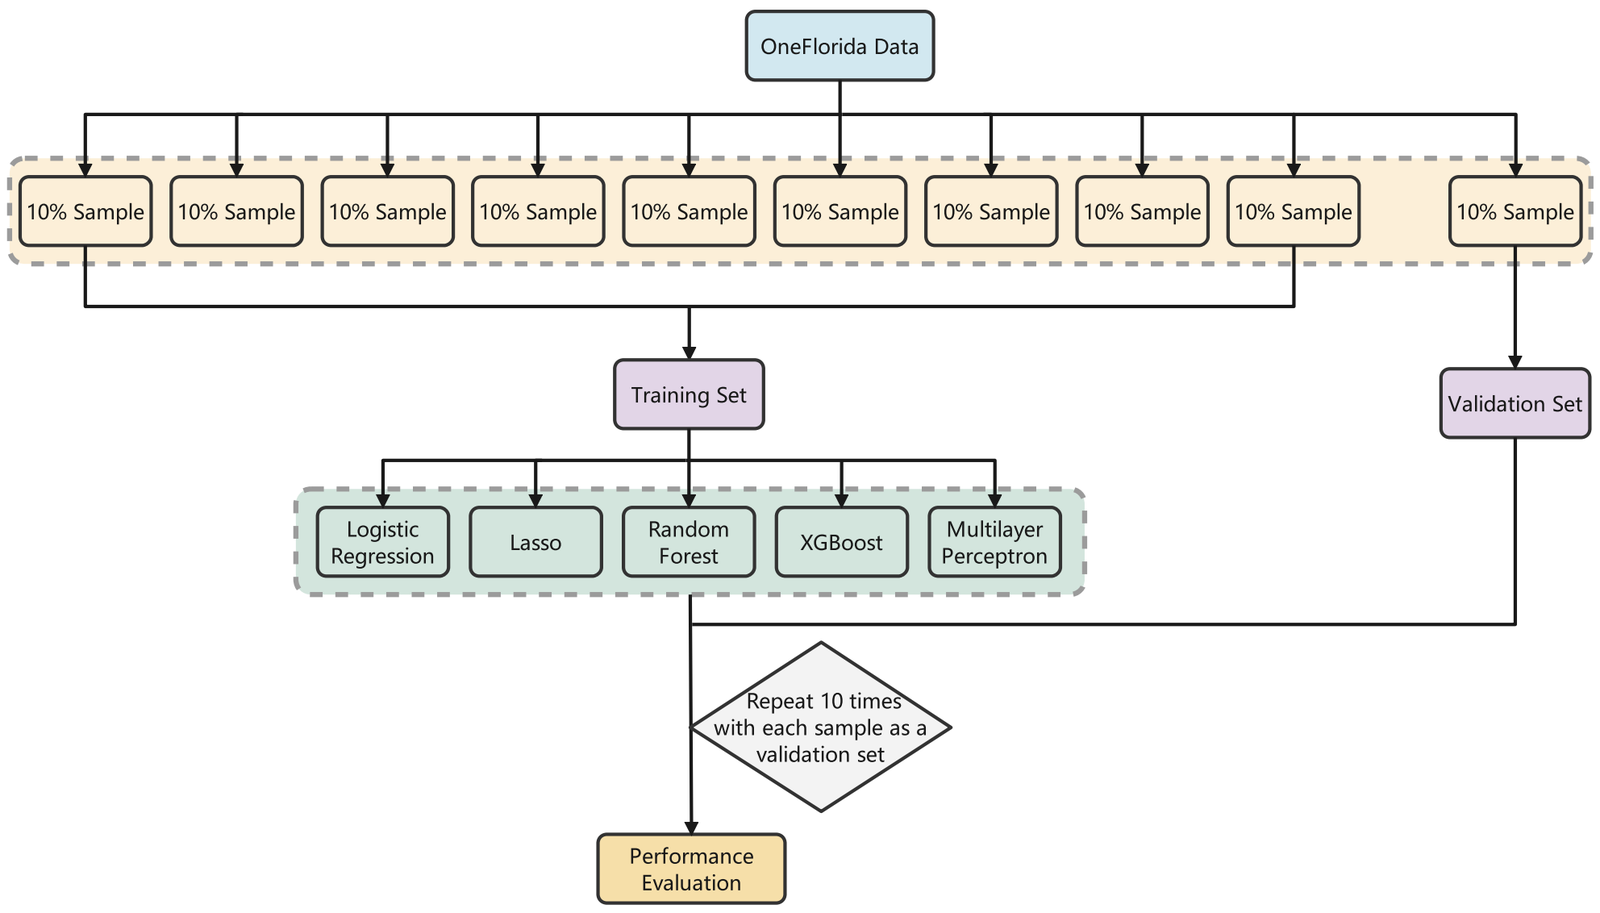 OneFlorida Data
10% Sample
10% Sample
10% Sample
10% Sample
10% Sample
10% Sample
10% Sample
10% Sample
10% Sample
10% Sample
Training Set
Validation Set
Logistic
Regression
Lasso
Random
Forest
XGBoost
Multilayer
Perceptron
Repeat 10 times
with each sample as a
validation set
Performance
Evaluation